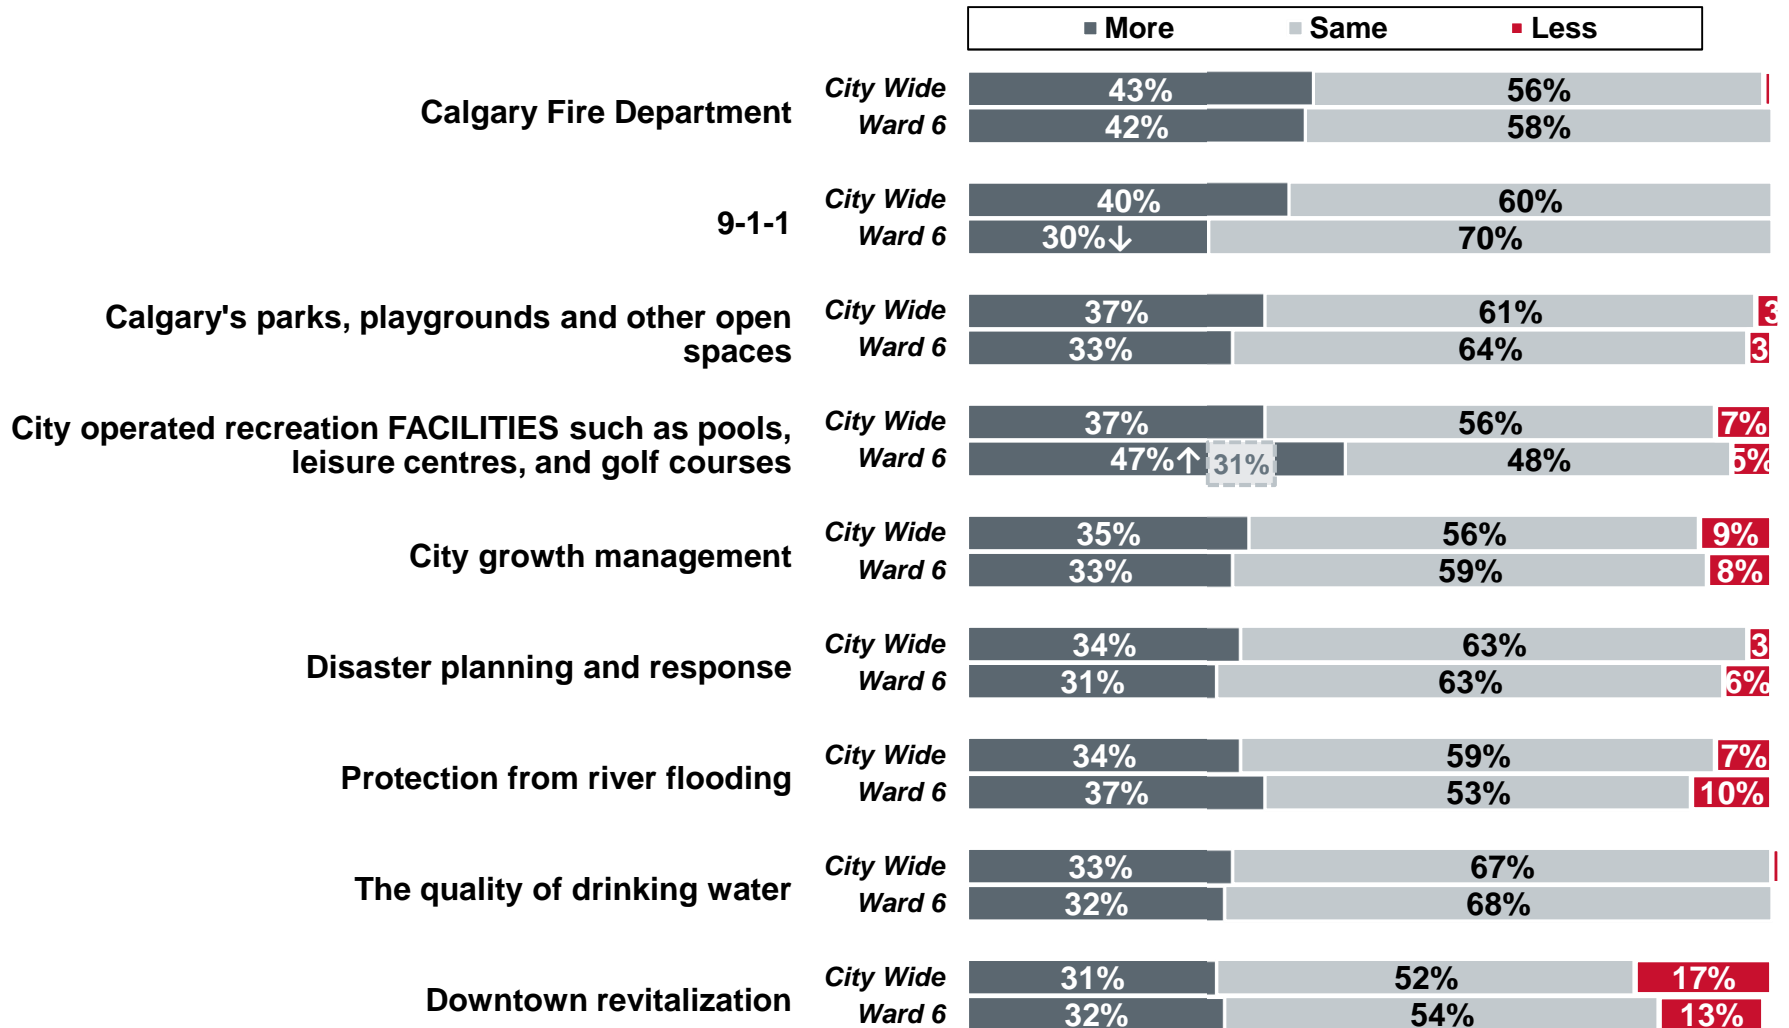 More Same Less
City Wide 43% 56%
Calgary Fire Department
Ward 6 42% 58%
City Wide 40% 60%
9-1-1
Ward 6 30%↓ 70%
City Wide 37% 61% 3
Calgary's parks, playgrounds and other open
spaces
Ward 6 33% 64% 3
City Wide 37% 56% 7%
City operated recreation FACILITIES such as pools,
leisure centres, and golf courses
Ward 6 47%↑ 31% 48% 5%
City Wide 35% 56% 9%
City growth management
Ward 6 33% 59% 8%
City Wide 34% 63% 3
Disaster planning and response
Ward 6 31% 63% 6%
City Wide 34% 59% 7%
Protection from river flooding
Ward 6 37% 53% 10%
City Wide 33% 67%
The quality of drinking water
Ward 6 32% 68%
City Wide 31% 52% 17%
Downtown revitalization
Ward 6 32% 54% 13%